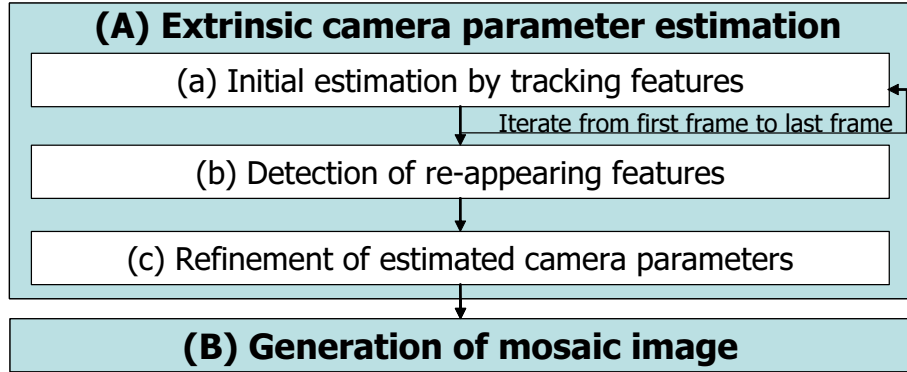 (A) Extrinsic camera parameter estimation
(a) Initial estimation by tracking features
Iterate from first frame to last frame
(b) Detection of re-appearing features
(c) Refinement of estimated camera parameters
(B) Generation of mosaic image